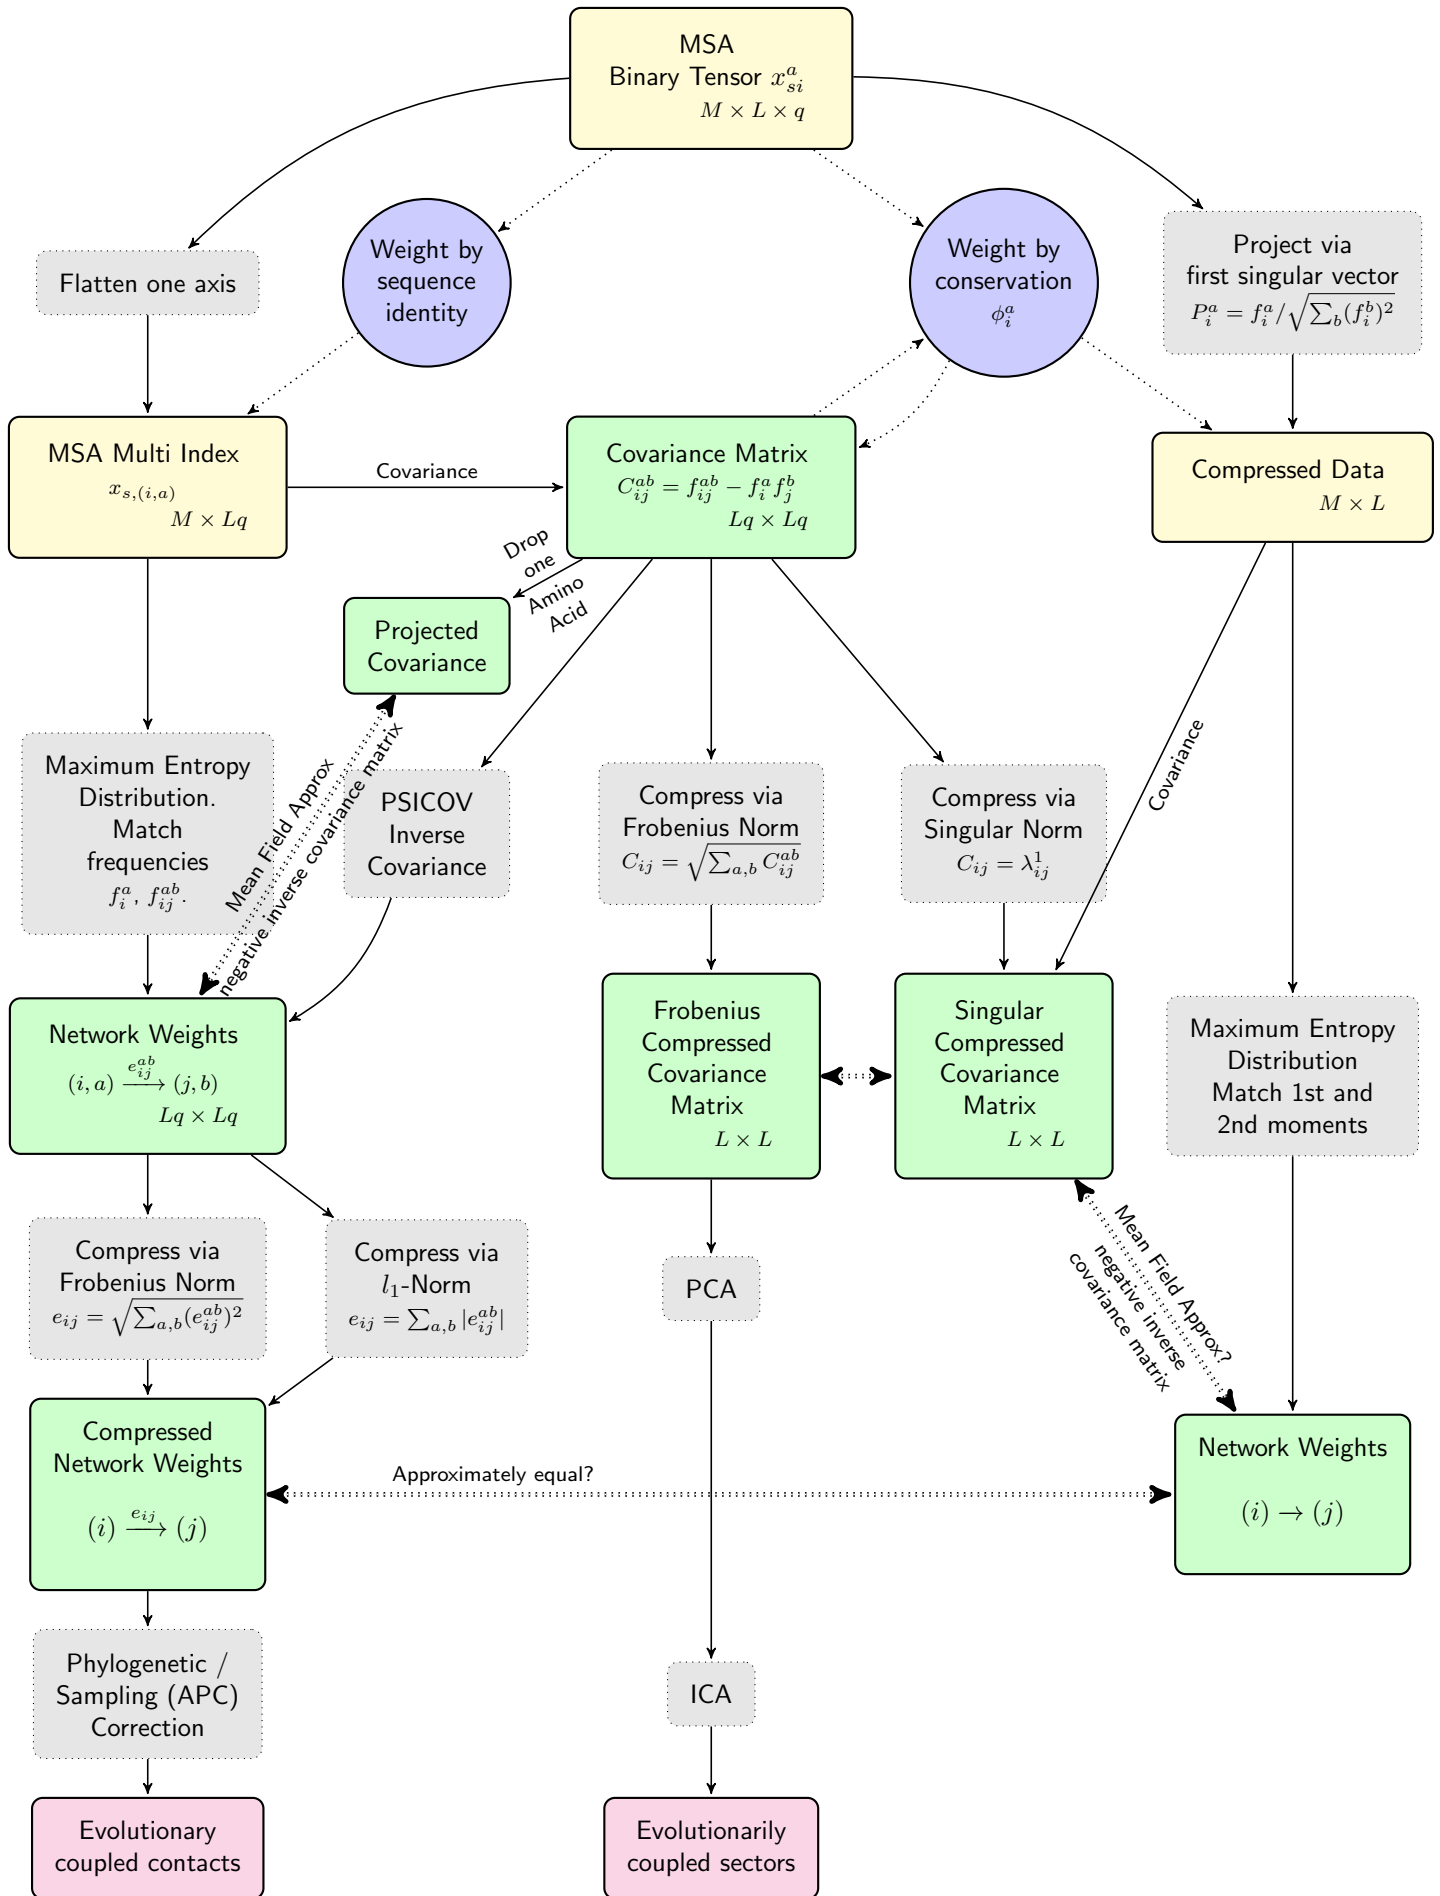 MSA
Binary Tensor $x_{si}^{a}$
$M \times L \times q$
Flatten one axis
Weight by
sequence
identity
Weight by
conservation
$\phi_i^a$
Project via
first singular vector
$P_i^a = f_i^a / \sqrt{\sum_b (f_i^b)^2}$
MSA Multi Index
$x_{s,(i,a)}$
$M \times Lq$
Covariance
Covariance Matrix
$C_{ij}^{ab} = f_{ij}^{ab} - f_i^a f_j^b$
$Lq \times Lq$
Compressed Data
$M \times L$
Drop
one
Amino
Acid
Projected
Covariance
Maximum Entropy
Distribution.
Match
frequencies
$f_i^a$, $f_{ij}^{ab}$.
Mean Field Approx
negative inverse covariance matrix
PSICOV
Inverse
Covariance
Compress via
Frobenius Norm
$C_{ij} = \sqrt{\sum_{a,b} C_{ij}^{ab}}$
Compress via
Singular Norm
$C_{ij} = \lambda_{ij}^1$
Covariance
Network Weights
$(i, a) \xrightarrow{e_{ij}^{ab}} (j, b)$
$Lq \times Lq$
Frobenius
Compressed
Covariance
Matrix
$L \times L$
Singular
Compressed
Covariance
Matrix
$L \times L$
Maximum Entropy
Distribution
Match 1st and
2nd moments
Compress via
Frobenius Norm
$e_{ij} = \sqrt{\sum_{a,b} (e_{ij}^{ab})^2}$
Compress via
$l_1$-Norm
$e_{ij} = \sum_{a,b} |e_{ij}^{ab}|$
PCA
Mean Field Approx?
negative inverse
covariance matrix
Compressed
Network Weights
$(i) \xrightarrow{e_{ij}} (j)$
Approximately equal?
Network Weights
$(i) \rightarrow (j)$
Phylogenetic /
Sampling (APC)
Correction
ICA
Evolutionary
coupled contacts
Evolutionarily
coupled sectors